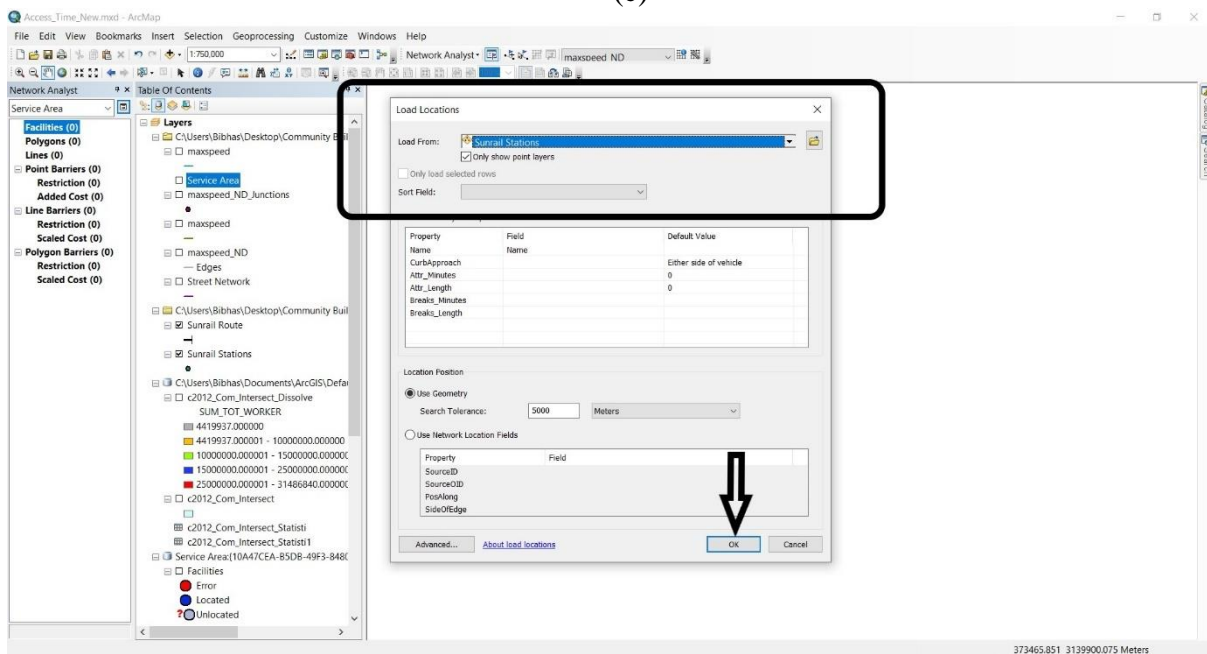 Access_Time_New.mxd - ArcMap
File Edit View Bookmarks Insert Selection Geoprocessing Customize Windows Help
1:750,000 Network Analyst maxspeed_ND
Network Analyst
Service Area
Facilities (0)
Polygons (0)
Lines (0)
Point Barriers (0)
Restriction (0)
Added Cost (0)
Line Barriers (0)
Restriction (0)
Scaled Cost (0)
Polygon Barriers (0)
Restriction (0)
Scaled Cost (0)
Table Of Contents
Layers
C:\Users\Bibhas\Desktop\Community
maxspeed
Service Area
maxspeed_ND_Junctions
maxspeed
maxspeed_ND
Edges
Street Network
C:\Users\Bibhas\Desktop\Community Buil
Sunrail Route
Sunrail Stations
C:\Users\Bibhas\Documents\ArcGIS\Defau
c2012_Com_Intersect_Dissolve
SUM_TOT_WORKER
4419937.000000
4419937.000001 - 10000000.000000
10000000.000001 - 15000000.00000
15000000.000001 - 25000000.00000
25000000.000001 - 31486840.00000
c2012_Com_Intersect
c2012_Com_Intersect_Statisti
c2012_Com_Intersect_Statisti1
Service Area:{10A47CEA-B5DB-49F3-848
Facilities
Error
Located
? Unlocated
Load Locations
Load From: Sunrail Stations
Only show point layers
Only load selected rows
Sort Field:
Property Field Default Value
Name Name
CurbApproach Either side of vehicle
Attr_Minutes 0
Attr_Length 0
Breaks_Minutes
Breaks_Length
Location Position
Use Geometry
Search Tolerance: 5000 Meters
Use Network Location Fields
Property Field
SourceID
SourceOID
PosAlong
SideOfEdge
Advanced... About load locations OK Cancel
Catalog
Search
373465.851 3139900.075 Meters